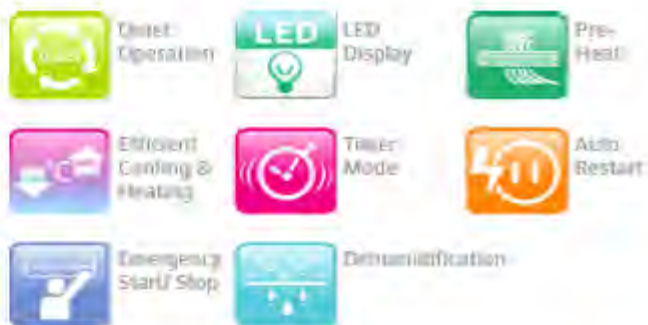 Quiet
Operation
LED
LED
Display
Pre-
Heat
Efficient
Cooling &
Heating
Timer
Mode
Auto
Restart
Emergency
Start/ Stop
Dehumidification